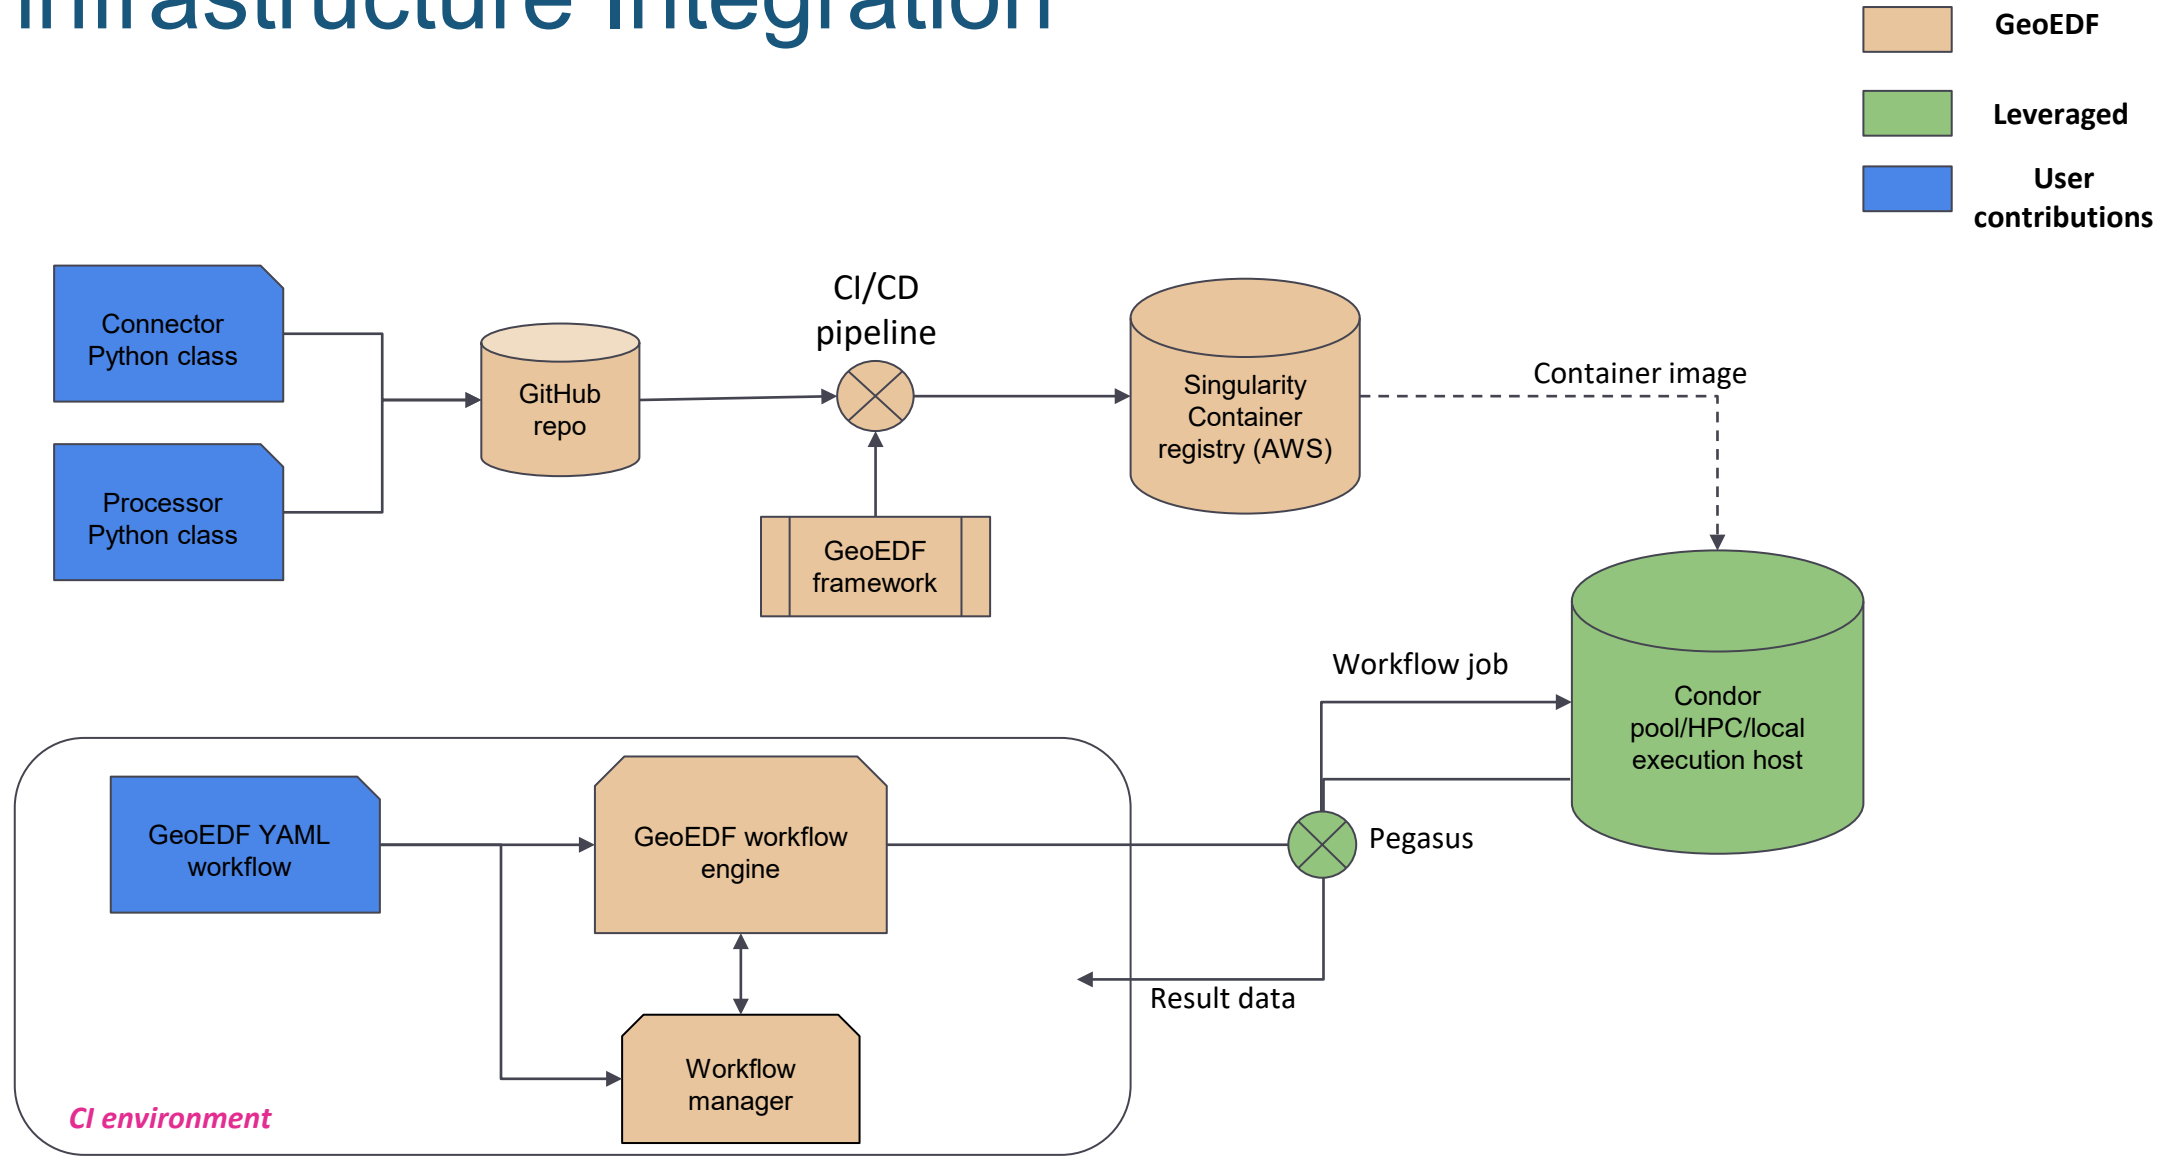 Infrastructure Integration
GeoEDF
Leveraged
User
contributions
Connector
Python class
Processor
Python class
GitHub
repo
CI/CD
pipeline
GeoEDF
framework
Singularity
Container
registry (AWS)
Container image
Condor
pool/HPC/local
execution host
Workflow job
Pegasus
Result data
GeoEDF YAML
workflow
GeoEDF workflow
engine
Workflow
manager
CI environment